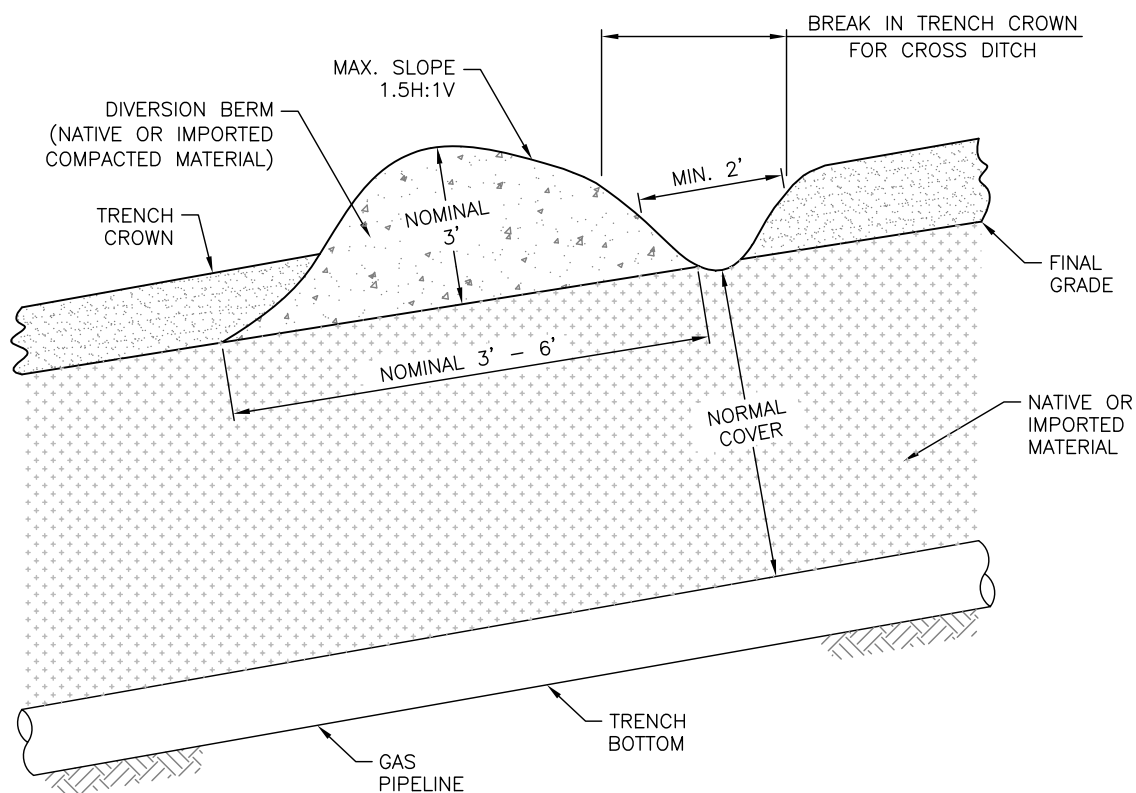 BREAK IN TRENCH CROWN
FOR CROSS DITCH
MAX. SLOPE
1.5H:1V
DIVERSION BERM
(NATIVE OR IMPORTED
COMPACTED MATERIAL)
MIN. 2'
TRENCH
CROWN
NOMINAL
3'
FINAL
GRADE
NOMINAL 3' - 6'
NORMAL
COVER
NATIVE OR
IMPORTED
MATERIAL
TRENCH
BOTTOM
GAS
PIPELINE